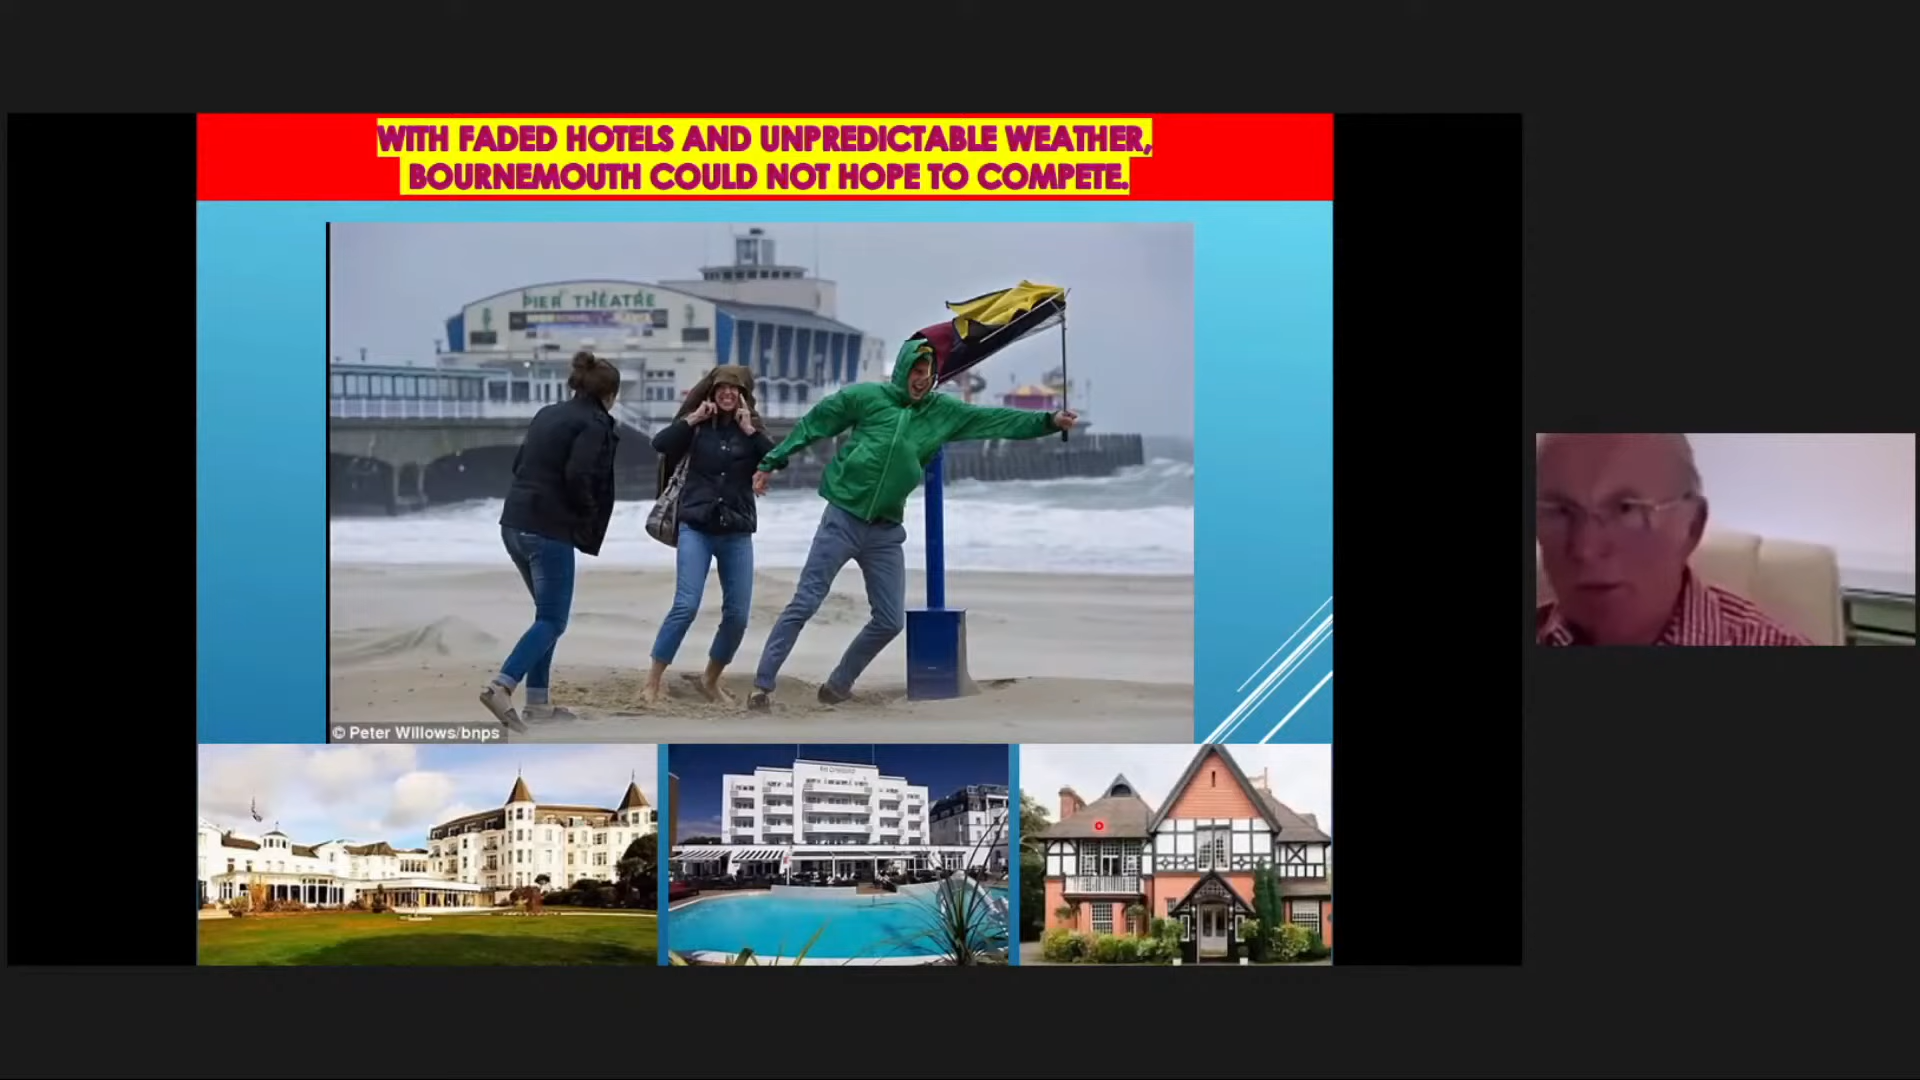 WITH FADED HOTELS AND UNPREDICTABLE WEATHER,
BOURNEMOUTH COULD NOT HOPE TO COMPETE.
PIER THEATRE
© Peter Willows/bnps